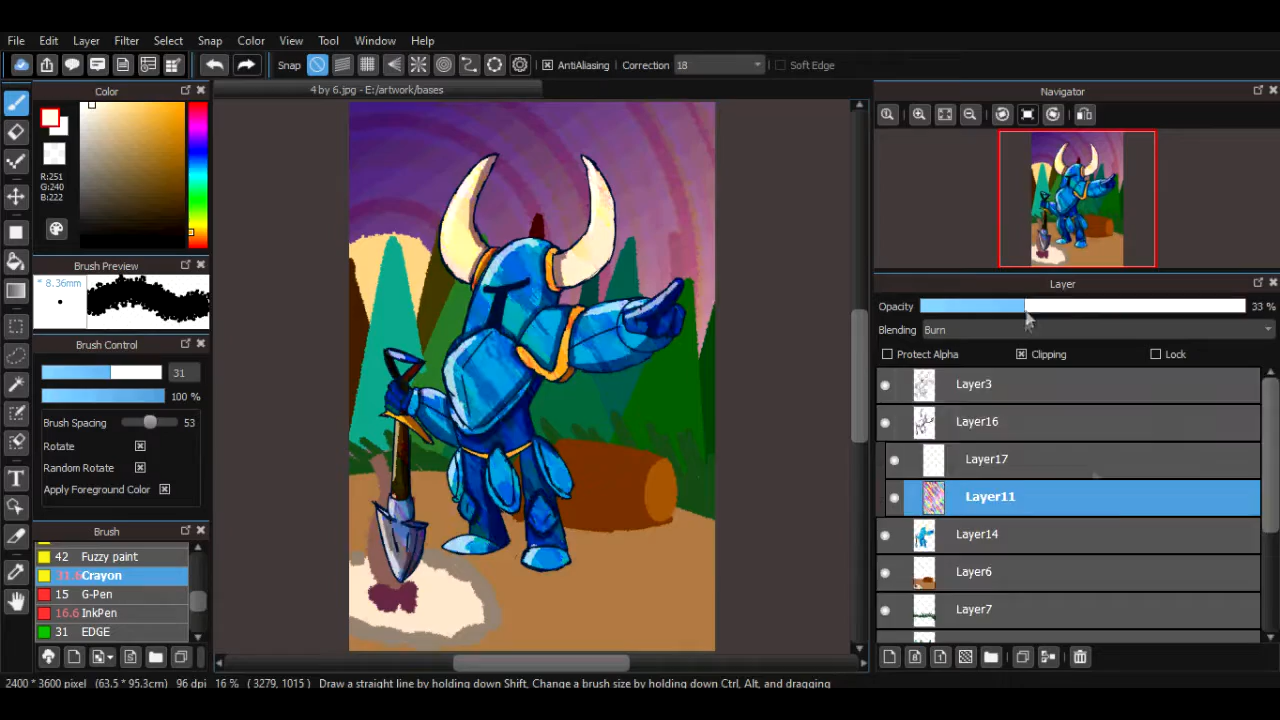 File Edit Layer Filter Select Snap Color View Tool Window Help
Snap AntiAliasing Correction 18 Soft Edge
Color
R:251
G:240
B:222
Brush Preview
* 8.36mm
Brush Control
31
100 %
Brush Spacing 53
Rotate
Random Rotate
Apply Foreground Color
Brush
42 Fuzzy paint
31.6 Crayon
15 G-Pen
16.6 InkPen
31 EDGE
4 by 6.jpg - E:/artwork/bases
Navigator
Layer
Opacity 33 %
Blending Burn
Protect Alpha Clipping Lock
Layer3
Layer16
Layer17
Layer11
Layer14
Layer6
Layer7
2400 * 3600 pixel (63.5 * 95.3cm) 96 dpi 16 % ( 3279, 1015 ) Draw a straight line by holding down Shift, Change a brush size by holding down Ctrl, Alt, and dragging